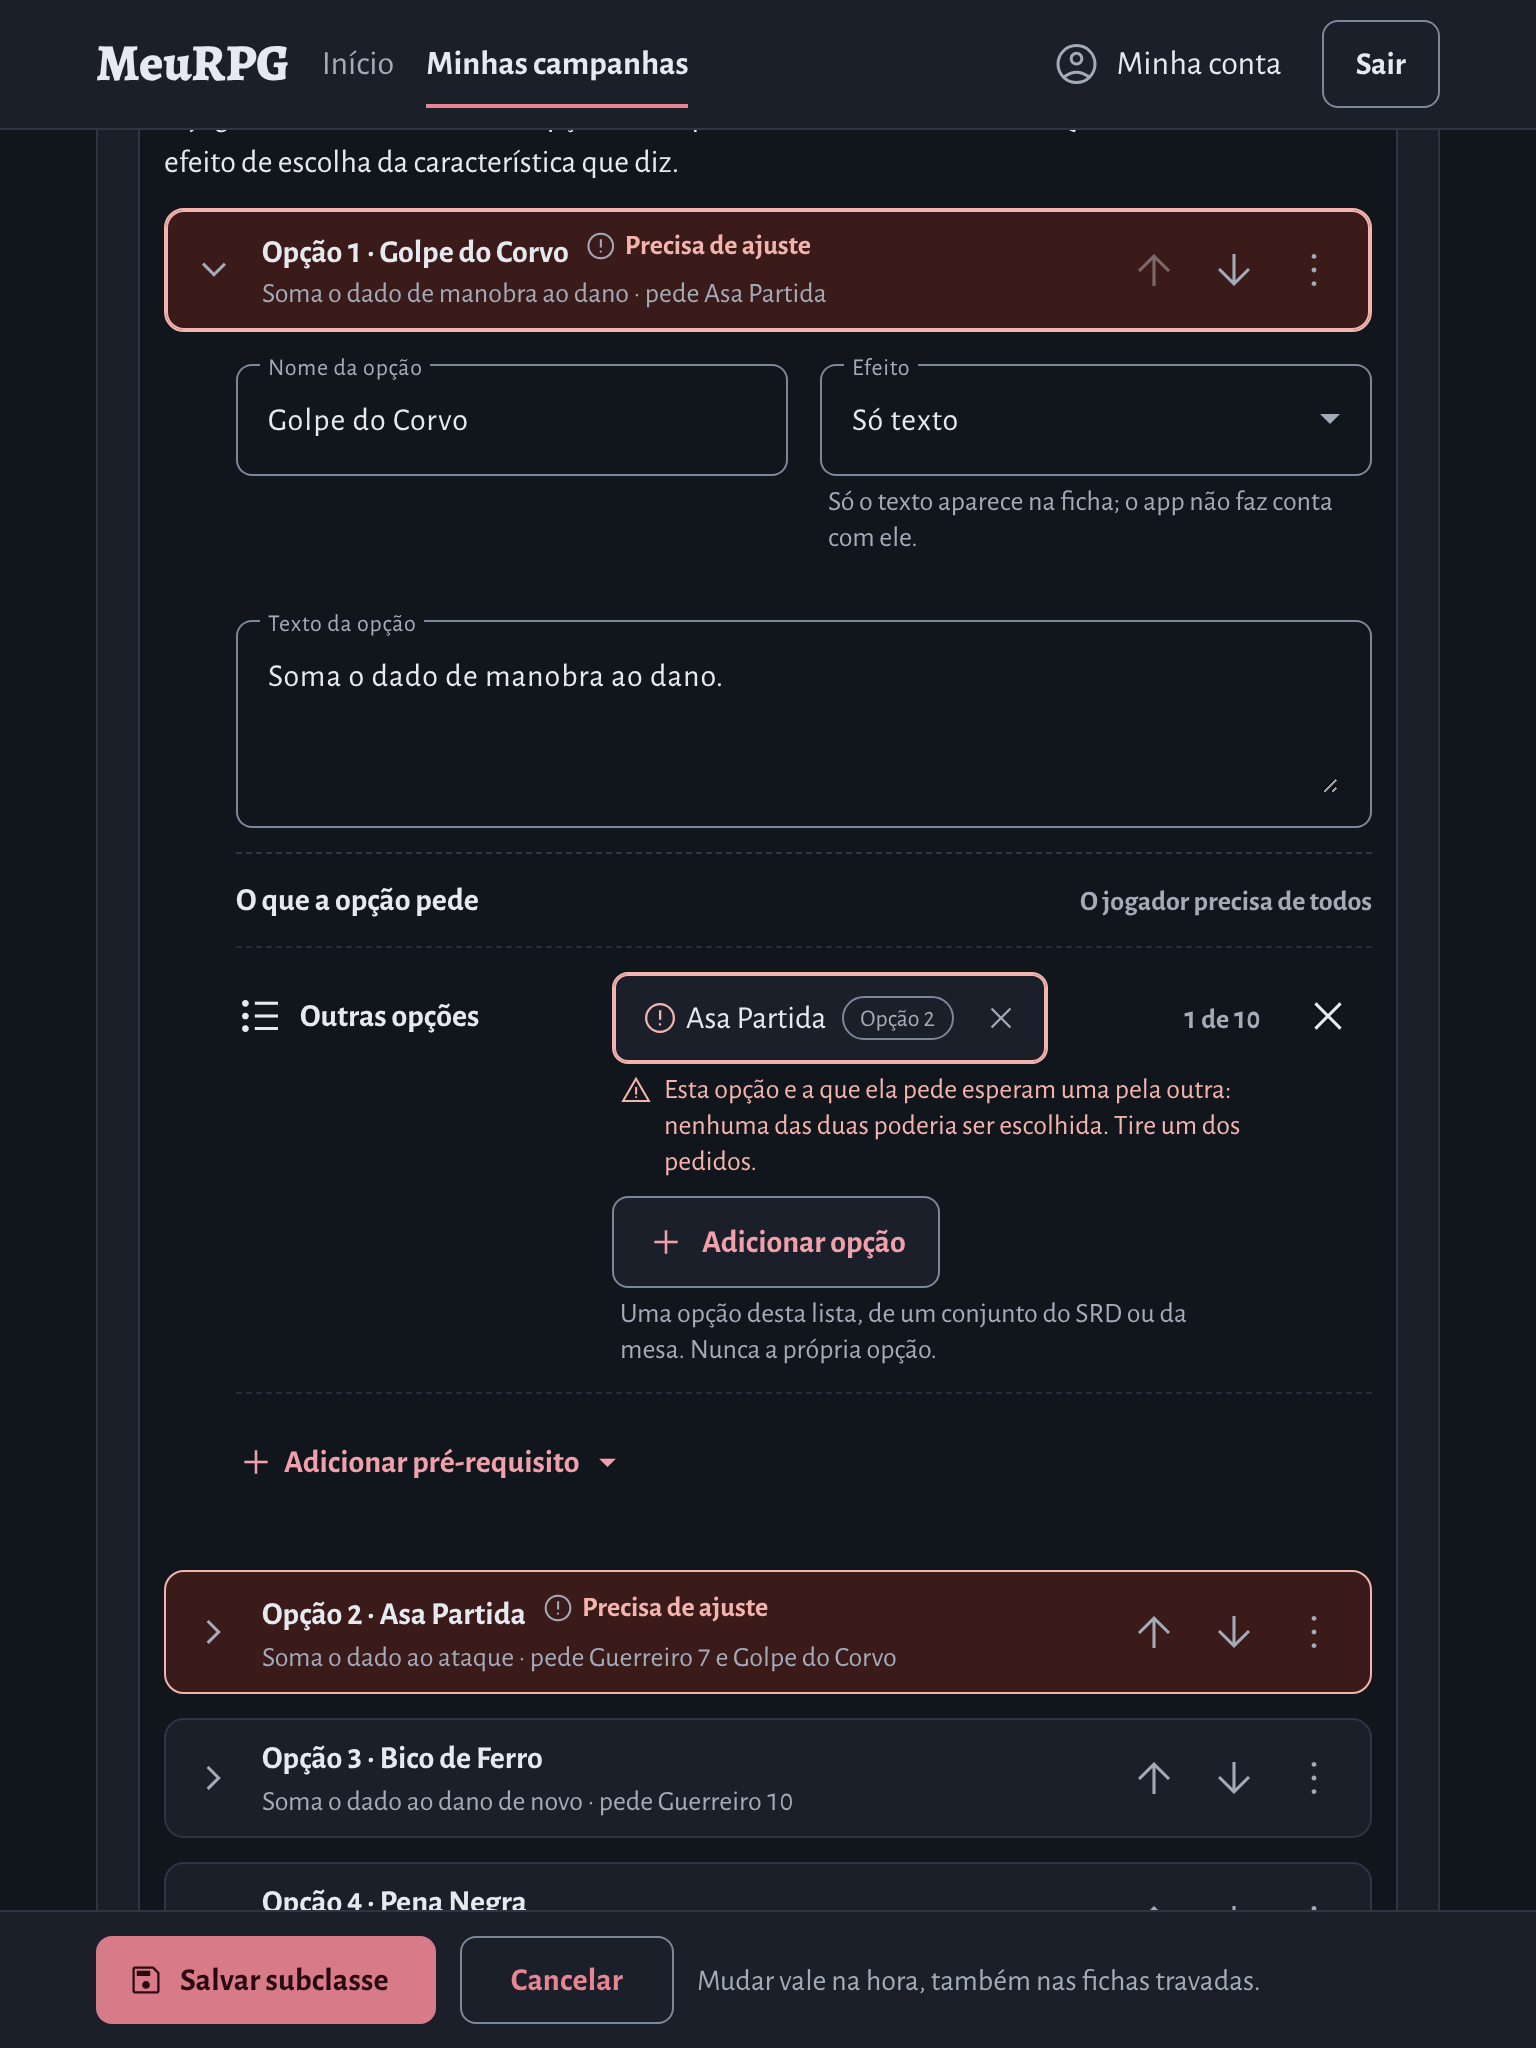 MeuRPG
Início
Minhas campanhas
Minha conta
Sair
efeito de escolha da característica que diz.
Opção 1 · Golpe do Corvo
Precisa de ajuste
Soma o dado de manobra ao dano · pede Asa Partida
Nome da opção
Golpe do Corvo
Efeito
Só texto
Só o texto aparece na ficha; o app não faz conta
com ele.
Texto da opção
Soma o dado de manobra ao dano.
O que a opção pede
O jogador precisa de todos
Outras opções
Asa Partida
Opção 2
1 de 10
Esta opção e a que ela pede esperam uma pela outra:
nenhuma das duas poderia ser escolhida. Tire um dos
pedidos.
Adicionar opção
Uma opção desta lista, de um conjunto do SRD ou da
mesa. Nunca a própria opção.
Adicionar pré-requisito
Opção 2 · Asa Partida
Precisa de ajuste
Soma o dado ao ataque · pede Guerreiro 7 e Golpe do Corvo
Opção 3 · Bico de Ferro
Soma o dado ao dano de novo · pede Guerreiro 10
Opção 4 · Pena Negra
Salvar subclasse
Cancelar
Mudar vale na hora, também nas fichas travadas.